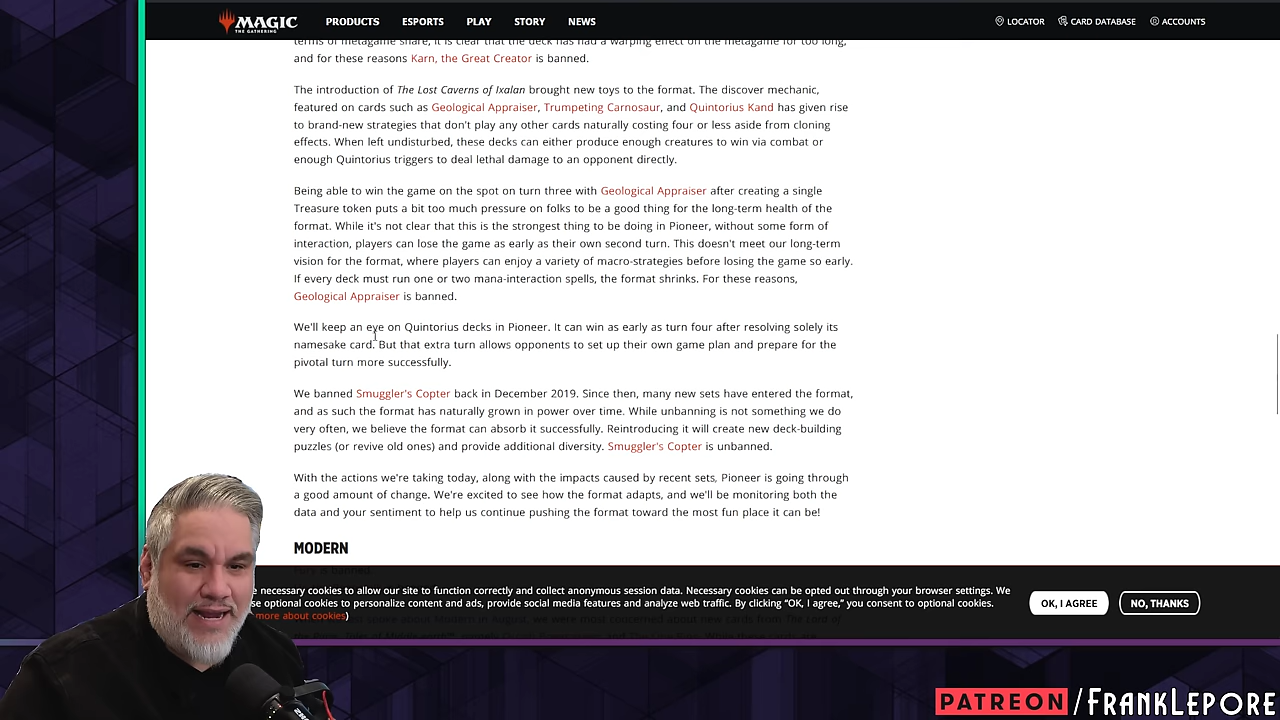 MAGIC
THE GATHERING
PRODUCTS
ESPORTS
PLAY
STORY
NEWS
LOCATOR
CARD DATABASE
ACCOUNTS
terms of metagame share, it is clear that the deck has had a warping effect on the metagame for too long,
and for these reasons Karn, the Great Creator is banned.
The introduction of The Lost Caverns of Ixalan brought new toys to the format. The discover mechanic,
featured on cards such as Geological Appraiser, Trumpeting Carnosaur, and Quintorius Kand has given rise
to brand-new strategies that don't play any other cards naturally costing four or less aside from cloning
effects. When left undisturbed, these decks can either produce enough creatures to win via combat or
enough Quintorius triggers to deal lethal damage to an opponent directly.
Being able to win the game on the spot on turn three with Geological Appraiser after creating a single
Treasure token puts a bit too much pressure on folks to be a good thing for the long-term health of the
format. While it's not clear that this is the strongest thing to be doing in Pioneer, without some form of
interaction, players can lose the game as early as their own second turn. This doesn't meet our long-term
vision for the format, where players can enjoy a variety of macro-strategies before losing the game so early.
If every deck must run one or two mana-interaction spells, the format shrinks. For these reasons,
Geological Appraiser is banned.
We'll keep an eye on Quintorius decks in Pioneer. It can win as early as turn four after resolving solely its
namesake card. But that extra turn allows opponents to set up their own game plan and prepare for the
pivotal turn more successfully.
We banned Smuggler's Copter back in December 2019. Since then, many new sets have entered the format,
and as such the format has naturally grown in power over time. While unbanning is not something we do
very often, we believe the format can absorb it successfully. Reintroducing it will create new deck-building
puzzles (or revive old ones) and provide additional diversity. Smuggler's Copter is unbanned.
With the actions we're taking today, along with the impacts caused by recent sets, Pioneer is going through
a good amount of change. We're excited to see how the format adapts, and we'll be monitoring both the
data and your sentiment to help us continue pushing the format toward the most fun place it can be!
MODERN
necessary cookies to allow our site to function correctly and collect anonymous session data. Necessary cookies can be opted out through your browser settings. We
optional cookies to personalize content and ads, provide social media features and analyze web traffic. By clicking “OK, I agree,” you consent to optional cookies.
more about cookies)
OK, I AGREE
NO, THANKS
PATREON/FRANKLEPORE